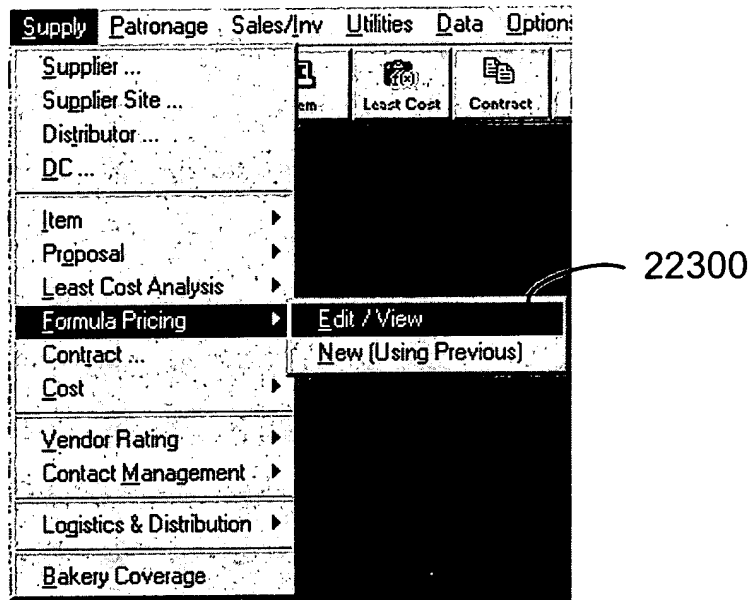 Supply Patronage Sales/Inv Utilities Data Option
Supplier ...
Supplier Site ...
Distributor ...
DC ...
Least Cost
Contract
Item
Proposal
Least Cost Analysis
Formula Pricing
Edit / View
22300
New (Using Previous)
Contract ...
Cost
Vendor Rating
Contact Management
Logistics & Distribution
Bakery Coverage